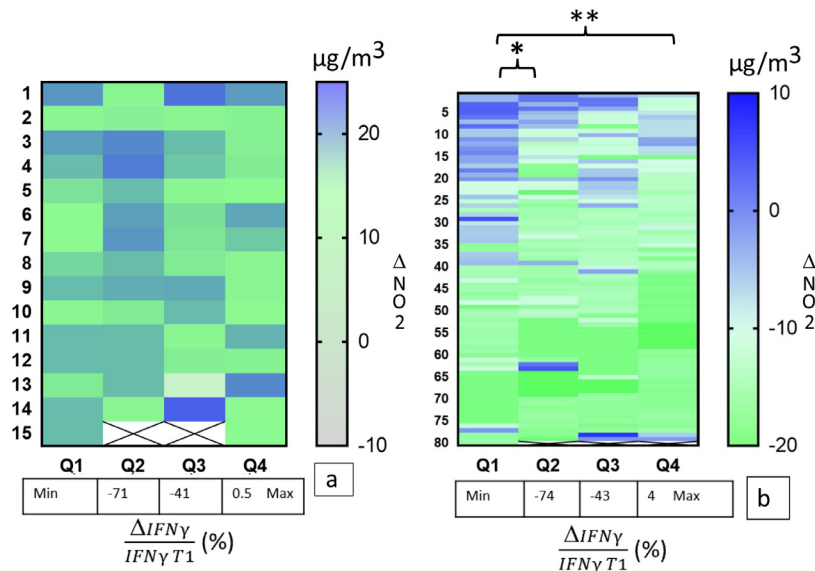 **
*
μg/m³
μg/m³
1
2
3
4
5
6
7
8
9
10
11
12
13
14
15
20
10
0
-10
Δ
N
O
2
Q1 Q2 Q3 Q4
Min -71 -41 0.5 Max
a
ΔIFNγ
IFNγ T1
(%)
5
10
15
20
25
30
35
40
45
50
55
60
65
70
75
80
10
0
-10
-20
Δ
N
O
2
Q1 Q2 Q3 Q4
Min -74 -43 4 Max
b
ΔIFNγ
IFNγ T1
(%)